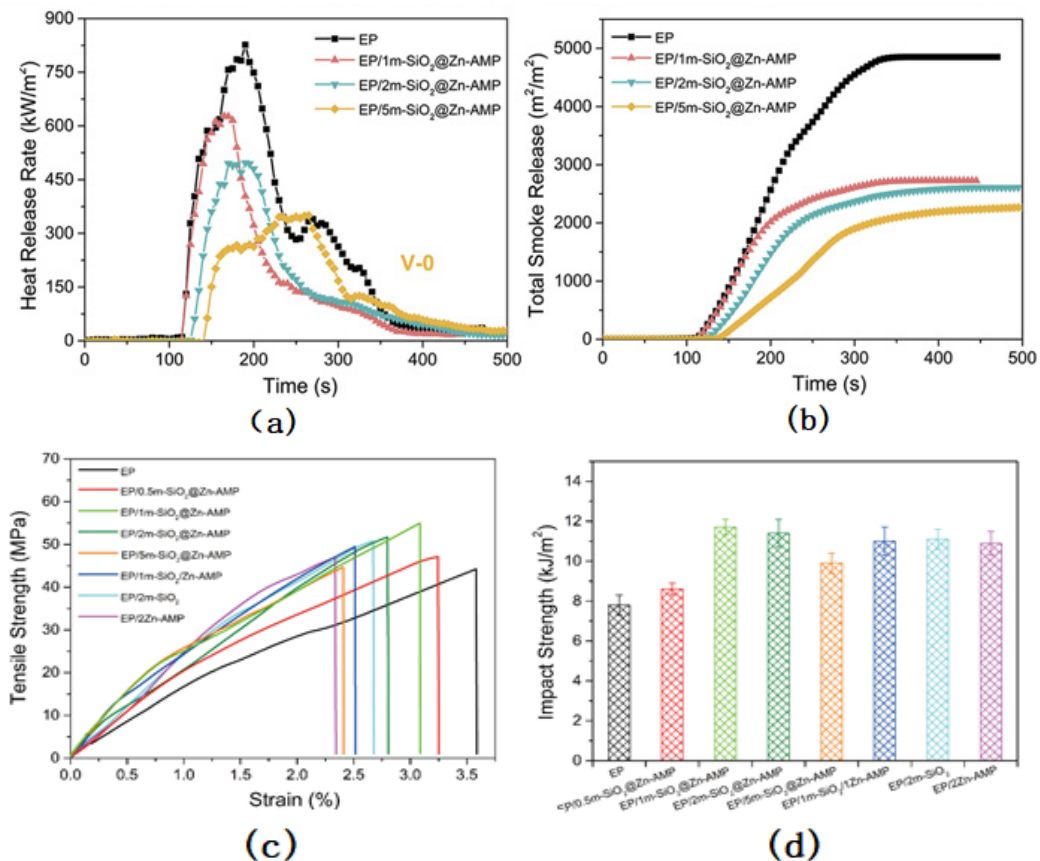 900
750
600
450
300
150
0
Heat Release Rate (kW/m²)
EP
EP/1m-SiO₂@Zn-AMP
EP/2m-SiO₂@Zn-AMP
EP/5m-SiO₂@Zn-AMP
V-0
0 100 200 300 400 500
Time (s)
(a)
5000
4000
3000
2000
1000
0
Total Smoke Release (m²/m²)
EP
EP/1m-SiO₂@Zn-AMP
EP/2m-SiO₂@Zn-AMP
EP/5m-SiO₂@Zn-AMP
0 100 200 300 400 500
Time (s)
(b)
70
60
50
40
30
20
10
0
Tensile Strength (MPa)
EP
EP/0.5m-SiO₂@Zn-AMP
EP/1m-SiO₂@Zn-AMP
EP/2m-SiO₂@Zn-AMP
EP/5m-SiO₂@Zn-AMP
EP/1m-SiO₂/Zn-AMP
EP/2m-SiO₂
EP/2Zn-AMP
0.0 0.5 1.0 1.5 2.0 2.5 3.0 3.5
Strain (%)
(c)
14
12
10
8
6
4
2
0
Impact Strength (kJ/m²)
EP
EP/0.5m-SiO₂@Zn-AMP
EP/1m-SiO₂@Zn-AMP
EP/2m-SiO₂@Zn-AMP
EP/5m-SiO₂@Zn-AMP
EP/1m-SiO₂/1Zn-AMP
EP/2m-SiO₂
EP/2Zn-AMP
(d)